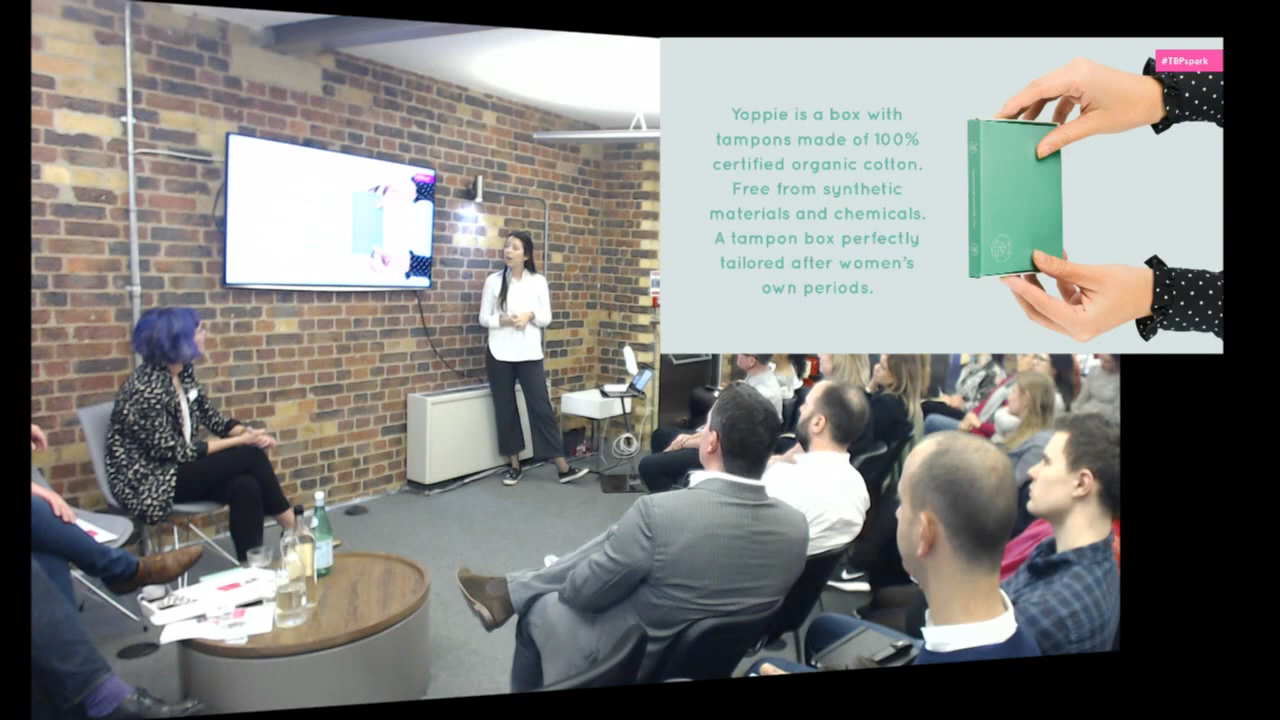 #TBPspark
Yoppie is a box with
tampons made of 100%
certified organic cotton.
Free from synthetic
materials and chemicals.
A tampon box perfectly
tailored after women's
own periods.